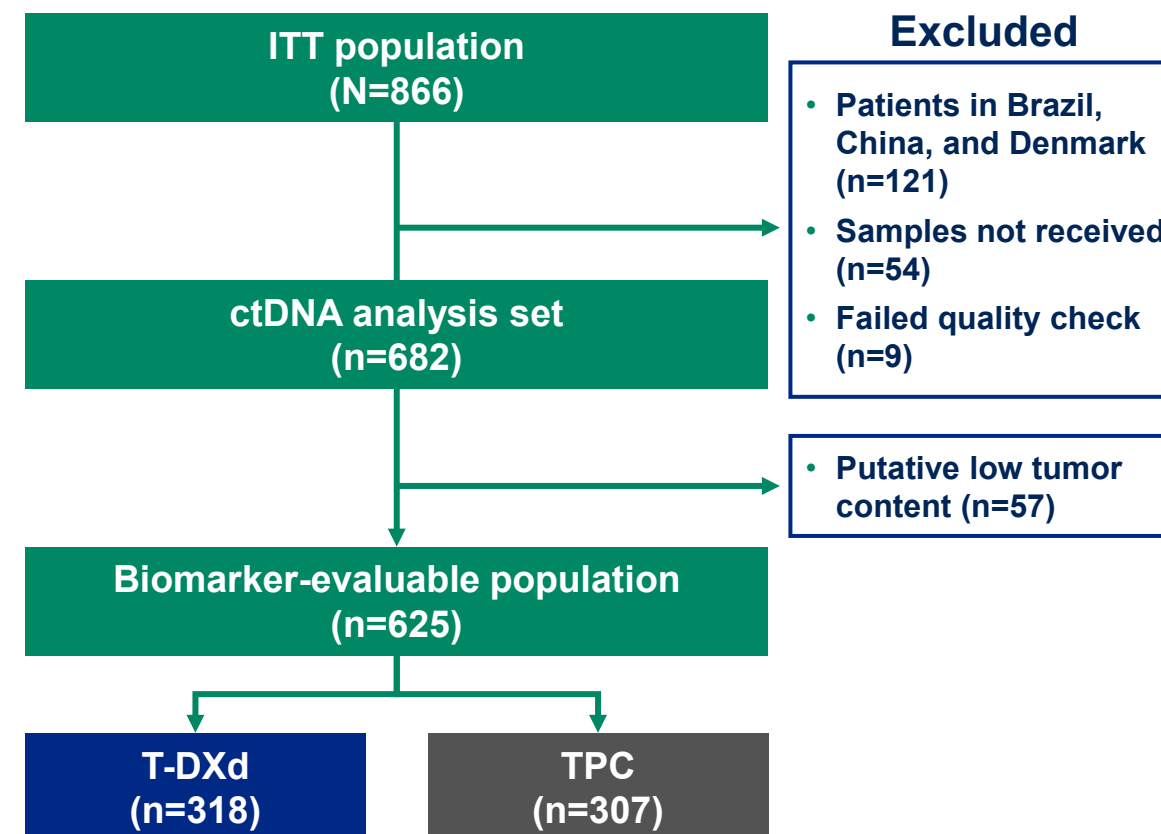 ITT population
(N=866)
Excluded
• Patients in Brazil,
China, and Denmark
(n=121)
• Samples not received
(n=54)
• Failed quality check
(n=9)
ctDNA analysis set
(n=682)
• Putative low tumor
content (n=57)
Biomarker-evaluable population
(n=625)
T-DXd
(n=318)
TPC
(n=307)